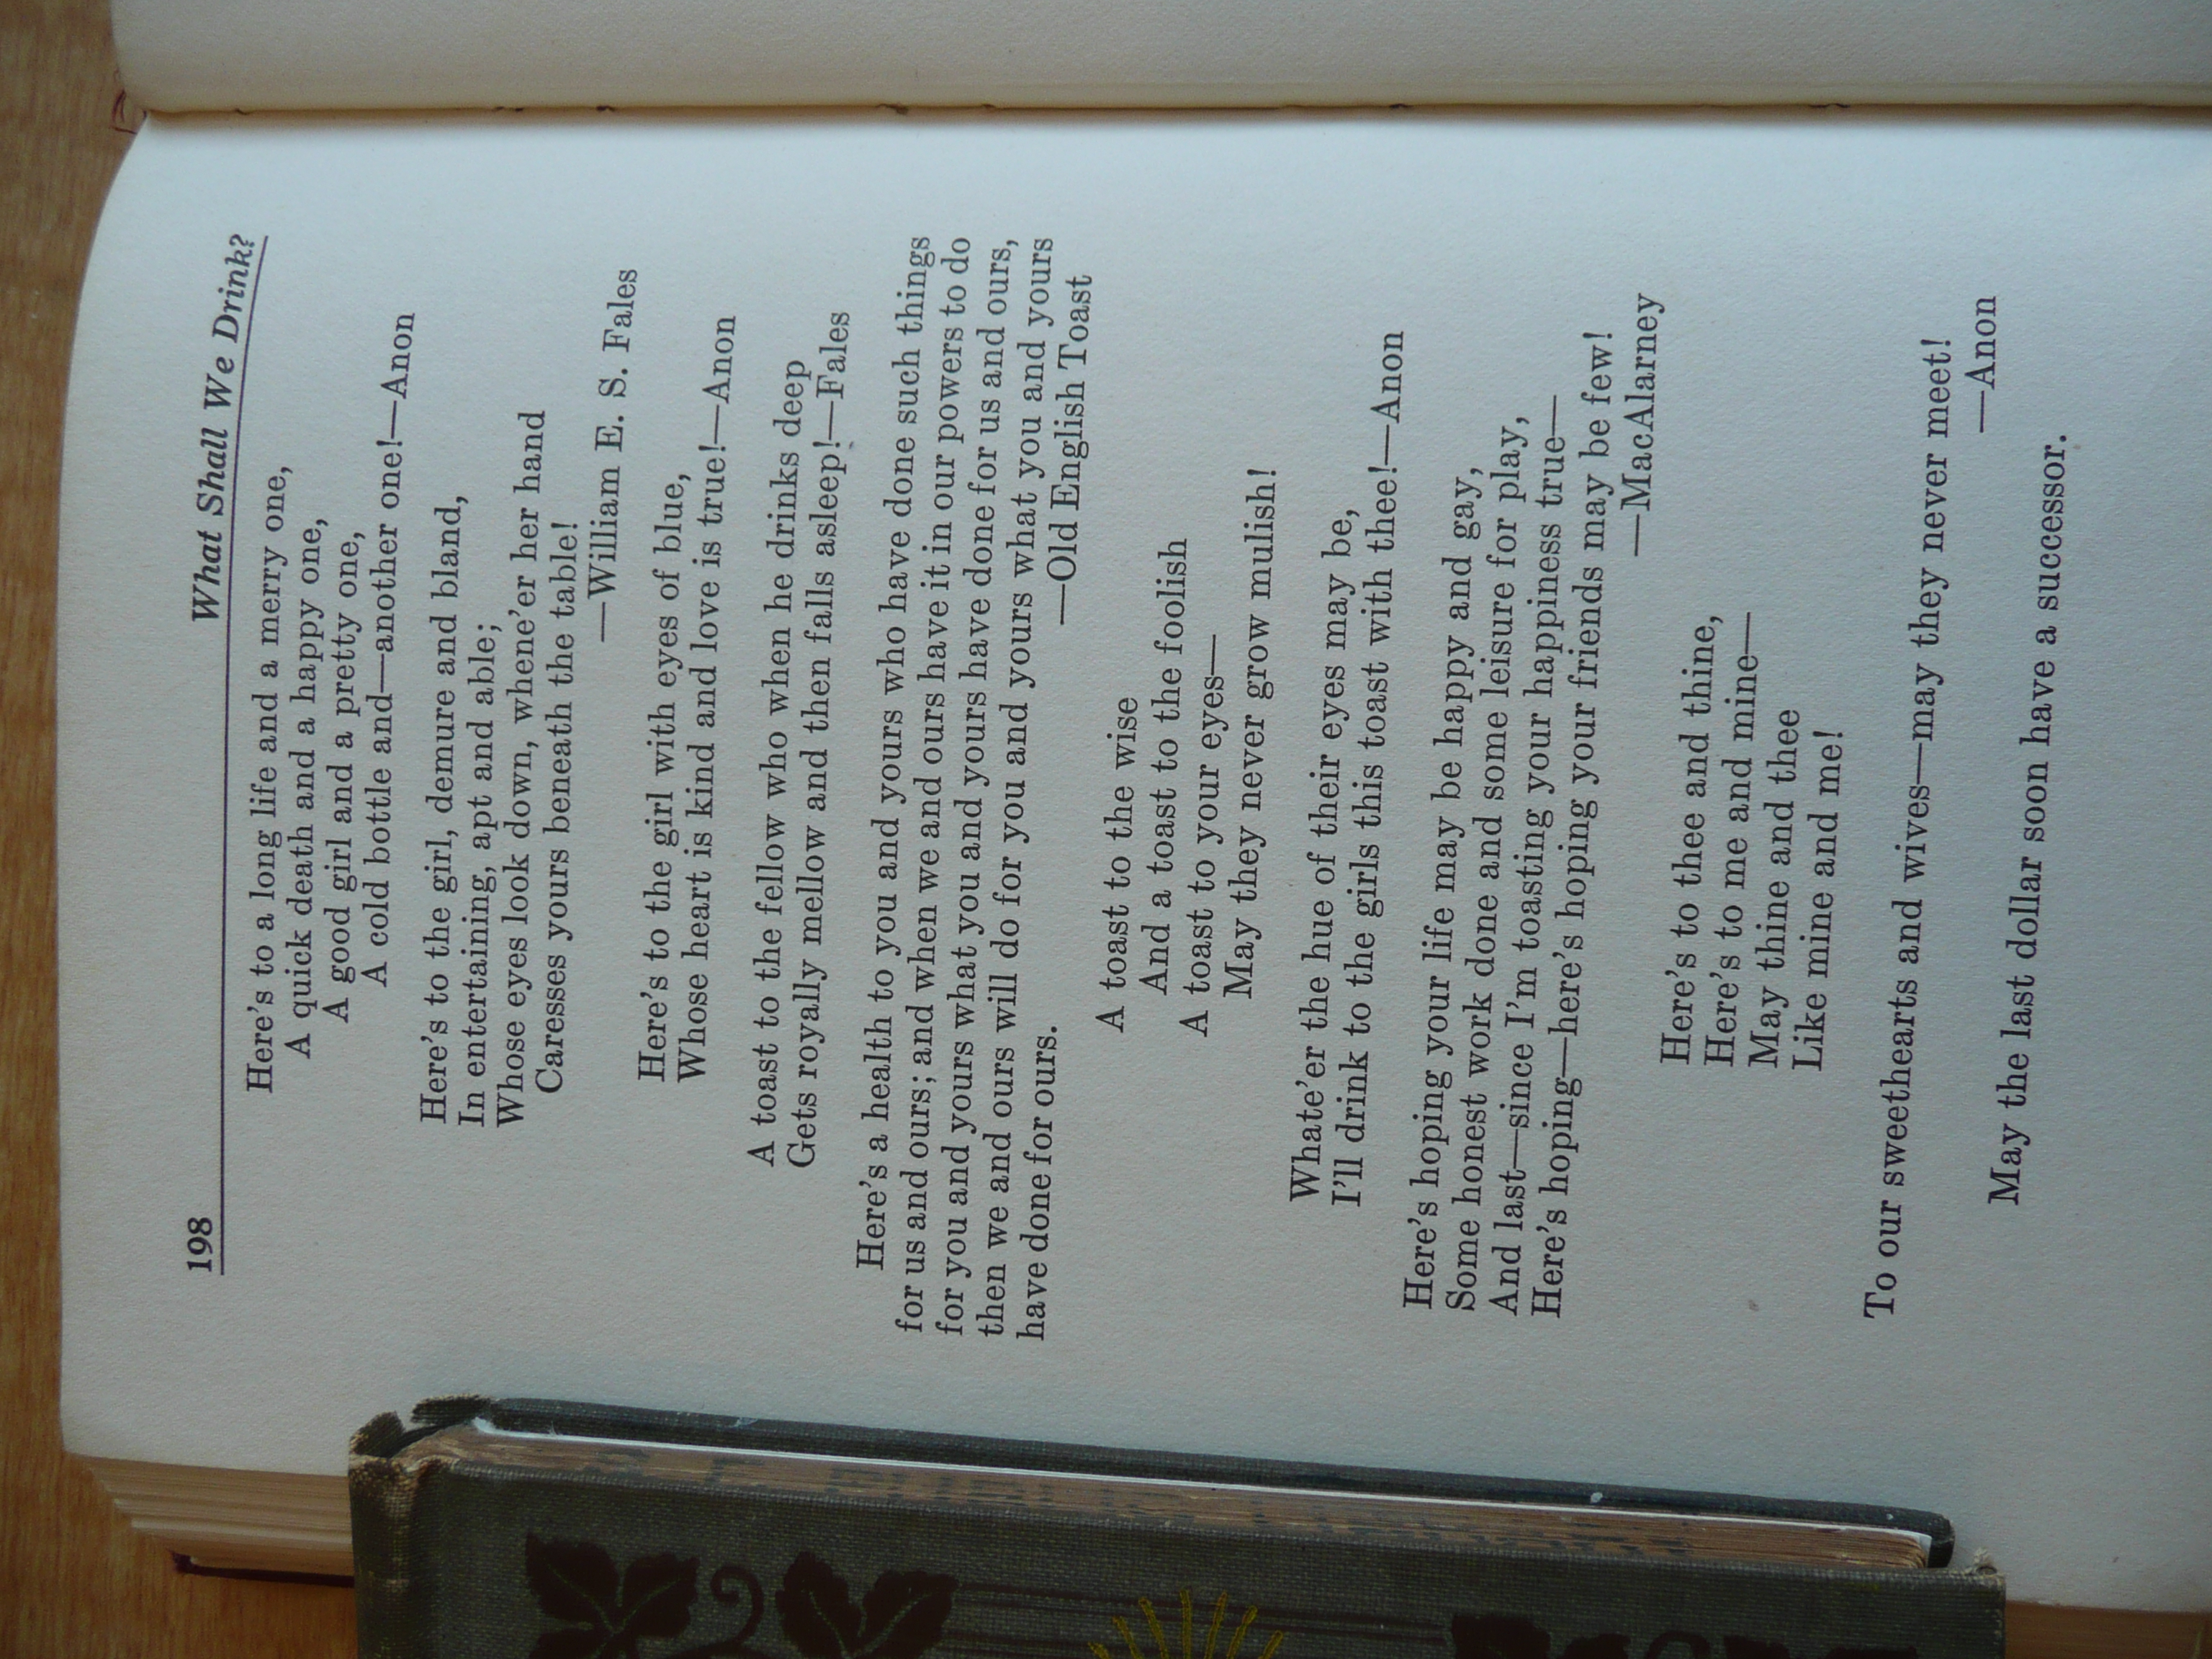 198 What Shall We Drink?
Here's to a long life and a merry one,
A quick death and a happy one,
A good girl and a pretty one,
A cold bottle and—another one!—Anon
Here's to the girl, demure and bland,
In entertaining, apt and able;
Whose eyes look down, whene'er her hand
Caresses yours beneath the table!
—William E. S. Fales
Here's to the girl with eyes of blue,
Whose heart is kind and love is true!—Anon
A toast to the fellow who when he drinks deep
Gets royally mellow and then falls asleep!—Fales
Here's a health to you and yours who have done such things
for us and ours; and when we and ours have it in our powers to do
for you and yours what you and yours have done for us and ours,
then we and ours will do for you and yours what you and yours
have done for ours.
—Old English Toast
A toast to the wise
And a toast to the foolish
A toast to your eyes—
May they never grow mulish!
Whate'er the hue of their eyes may be,
I'll drink to the girls this toast with thee!—Anon
Here's hoping your life may be happy and gay,
Some honest work done and some leisure for play,
And last—since I'm toasting your happiness true—
Here's hoping—here's hoping your friends may be few!
—MacAlarney
Here's to thee and thine,
Here's to me and mine—
May thine and thee
Like mine and me!
To our sweethearts and wives—may they never meet!
—Anon
May the last dollar soon have a successor.